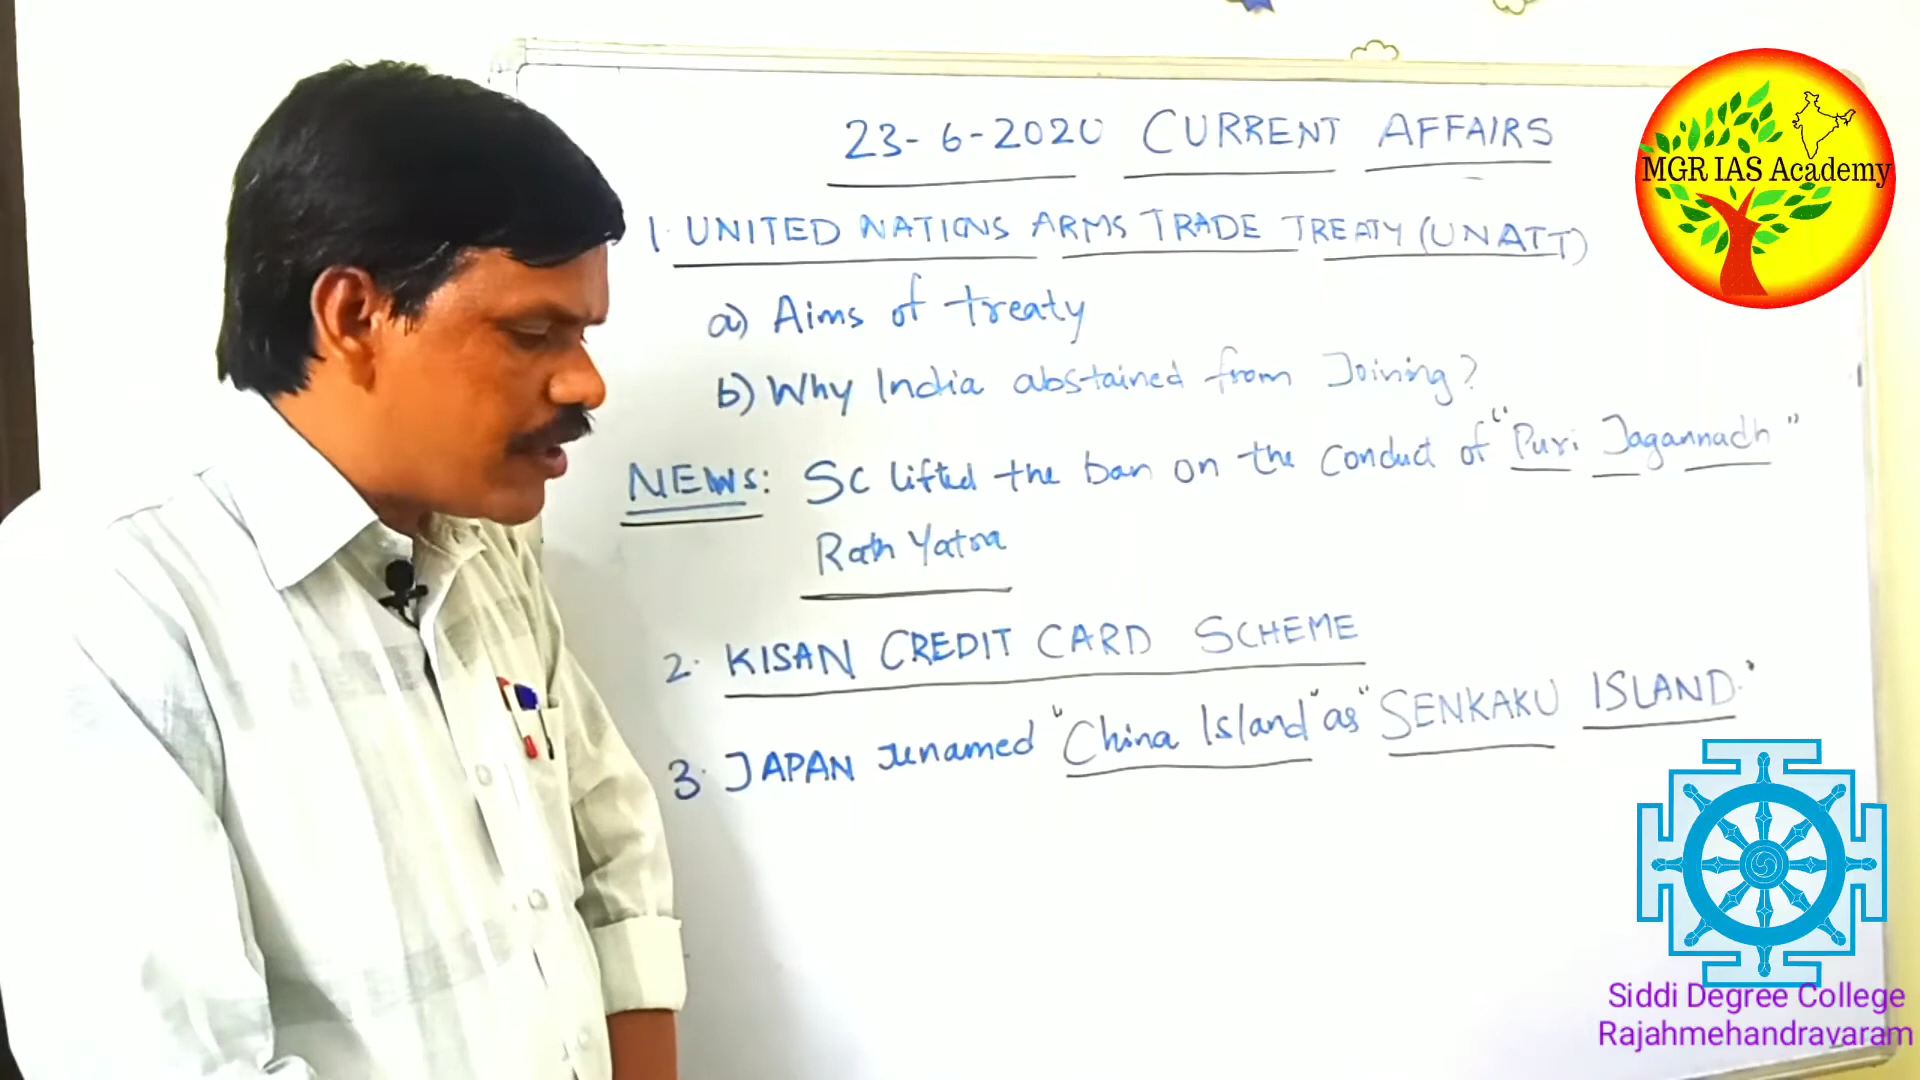 23-6-2020 CURRENT AFFAIRS
1. UNITED NATIONS ARMS TRADE TREATY (UNATT)
a) Aims of treaty
b) Why India abstained from Joining?
NEWS: SC lifted the ban on the conduct of "Puri Jagannadh"
Rath Yatra
2. KISAN CREDIT CARD SCHEME
3. JAPAN renamed "China Island" as "SENKAKU ISLAND."
MGR IAS Academy
Siddi Degree College
Rajahmehandravaram